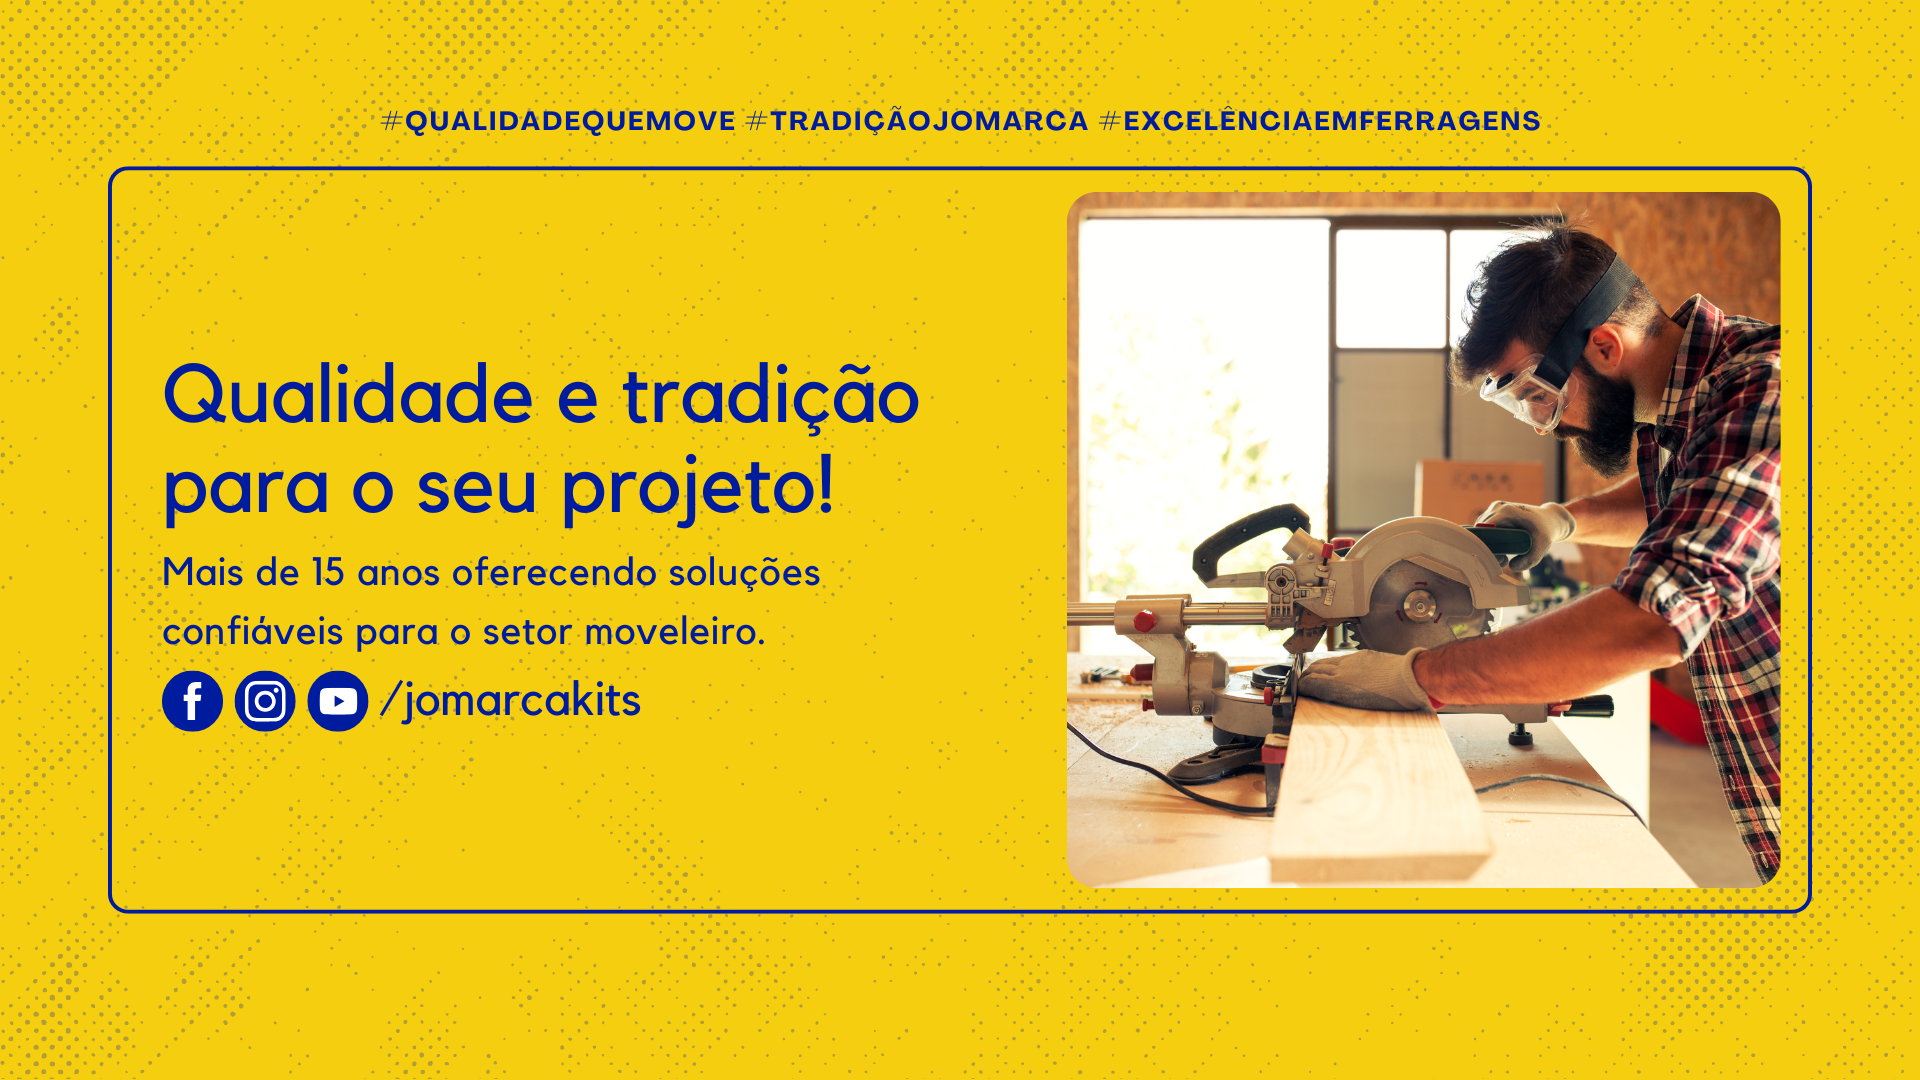 #QUALIDADEQUEMOVE #TRADIÇÃOJOMARCA #EXCELÊNCIAEMFERRAGENS
Qualidade e tradição
para o seu projeto!
Mais de 15 anos oferecendo soluções
confiáveis para o setor moveleiro.
/jomarcakits